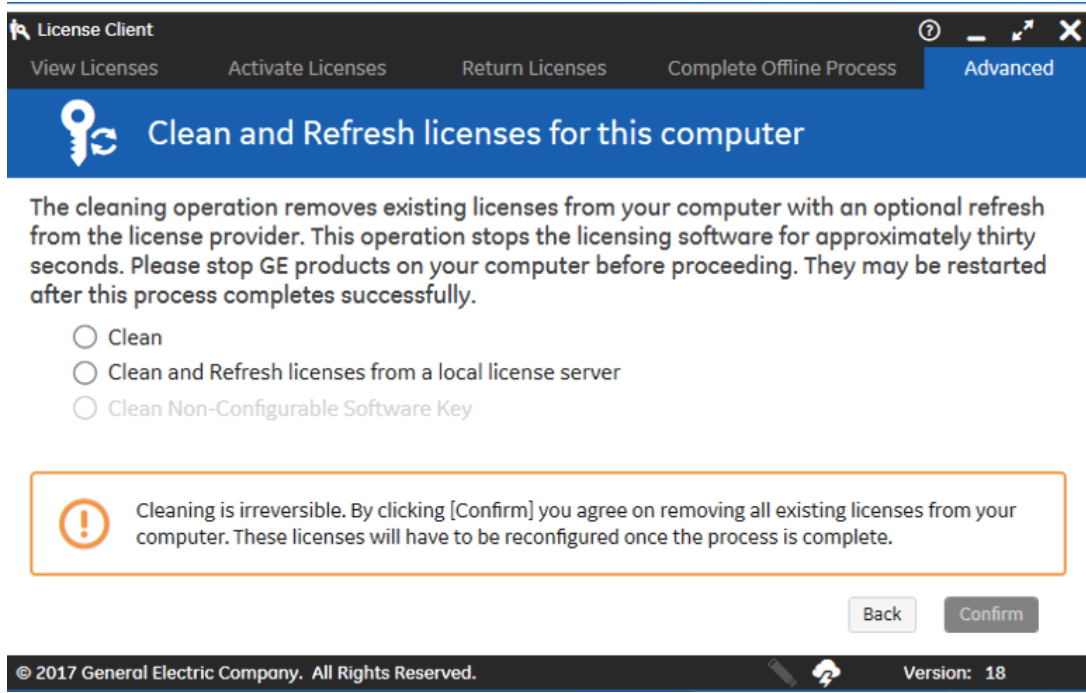 License Client
View Licenses Activate Licenses Return Licenses Complete Offline Process Advanced
Clean and Refresh licenses for this computer
The cleaning operation removes existing licenses from your computer with an optional refresh
from the license provider. This operation stops the licensing software for approximately thirty
seconds. Please stop GE products on your computer before proceeding. They may be restarted
after this process completes successfully.
Clean
Clean and Refresh licenses from a local license server
Clean Non-Configurable Software Key
Cleaning is irreversible. By clicking [Confirm] you agree on removing all existing licenses from your
computer. These licenses will have to be reconfigured once the process is complete.
Back Confirm
© 2017 General Electric Company. All Rights Reserved. Version: 18